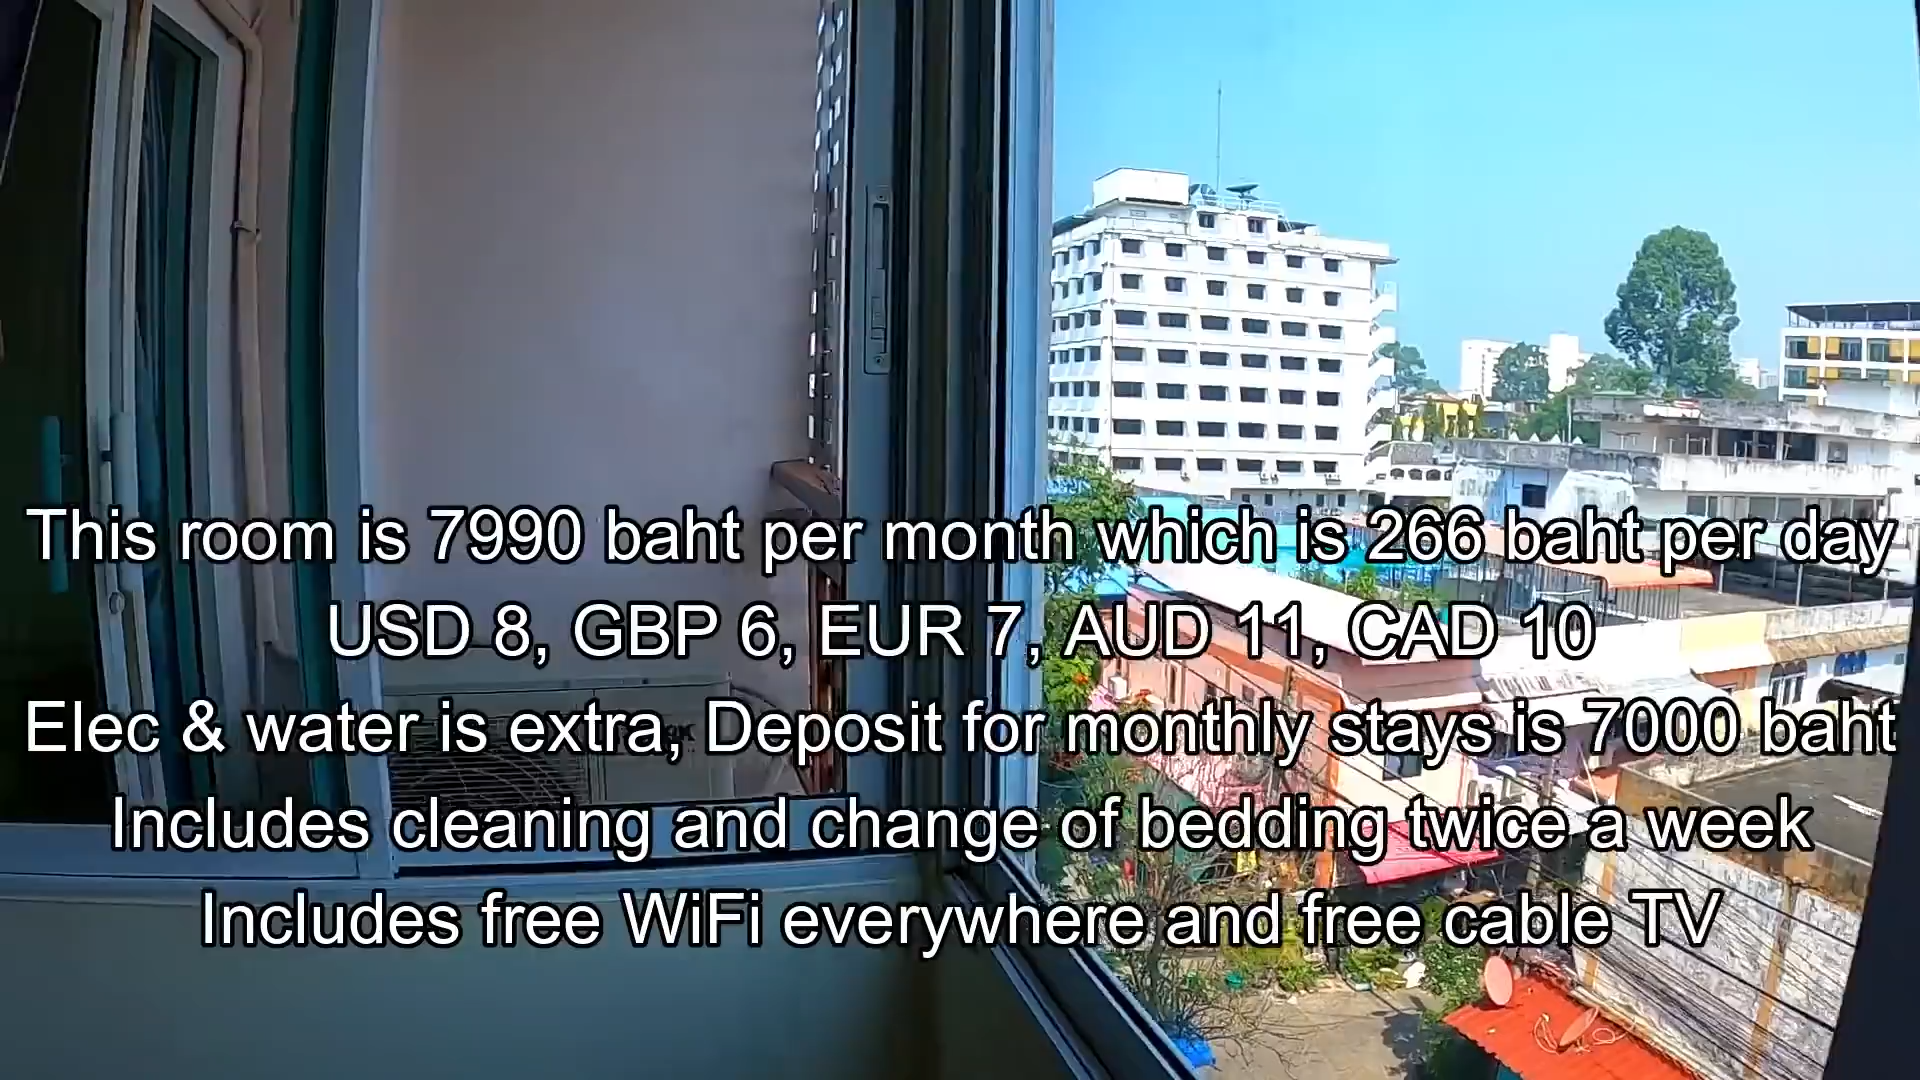 This room is 7990 baht per month which is 266 baht per day
USD 8, GBP 6, EUR 7, AUD 11, CAD 10
Elec & water is extra, Deposit for monthly stays is 7000 baht
Includes cleaning and change of bedding twice a week
Includes free WiFi everywhere and free cable TV